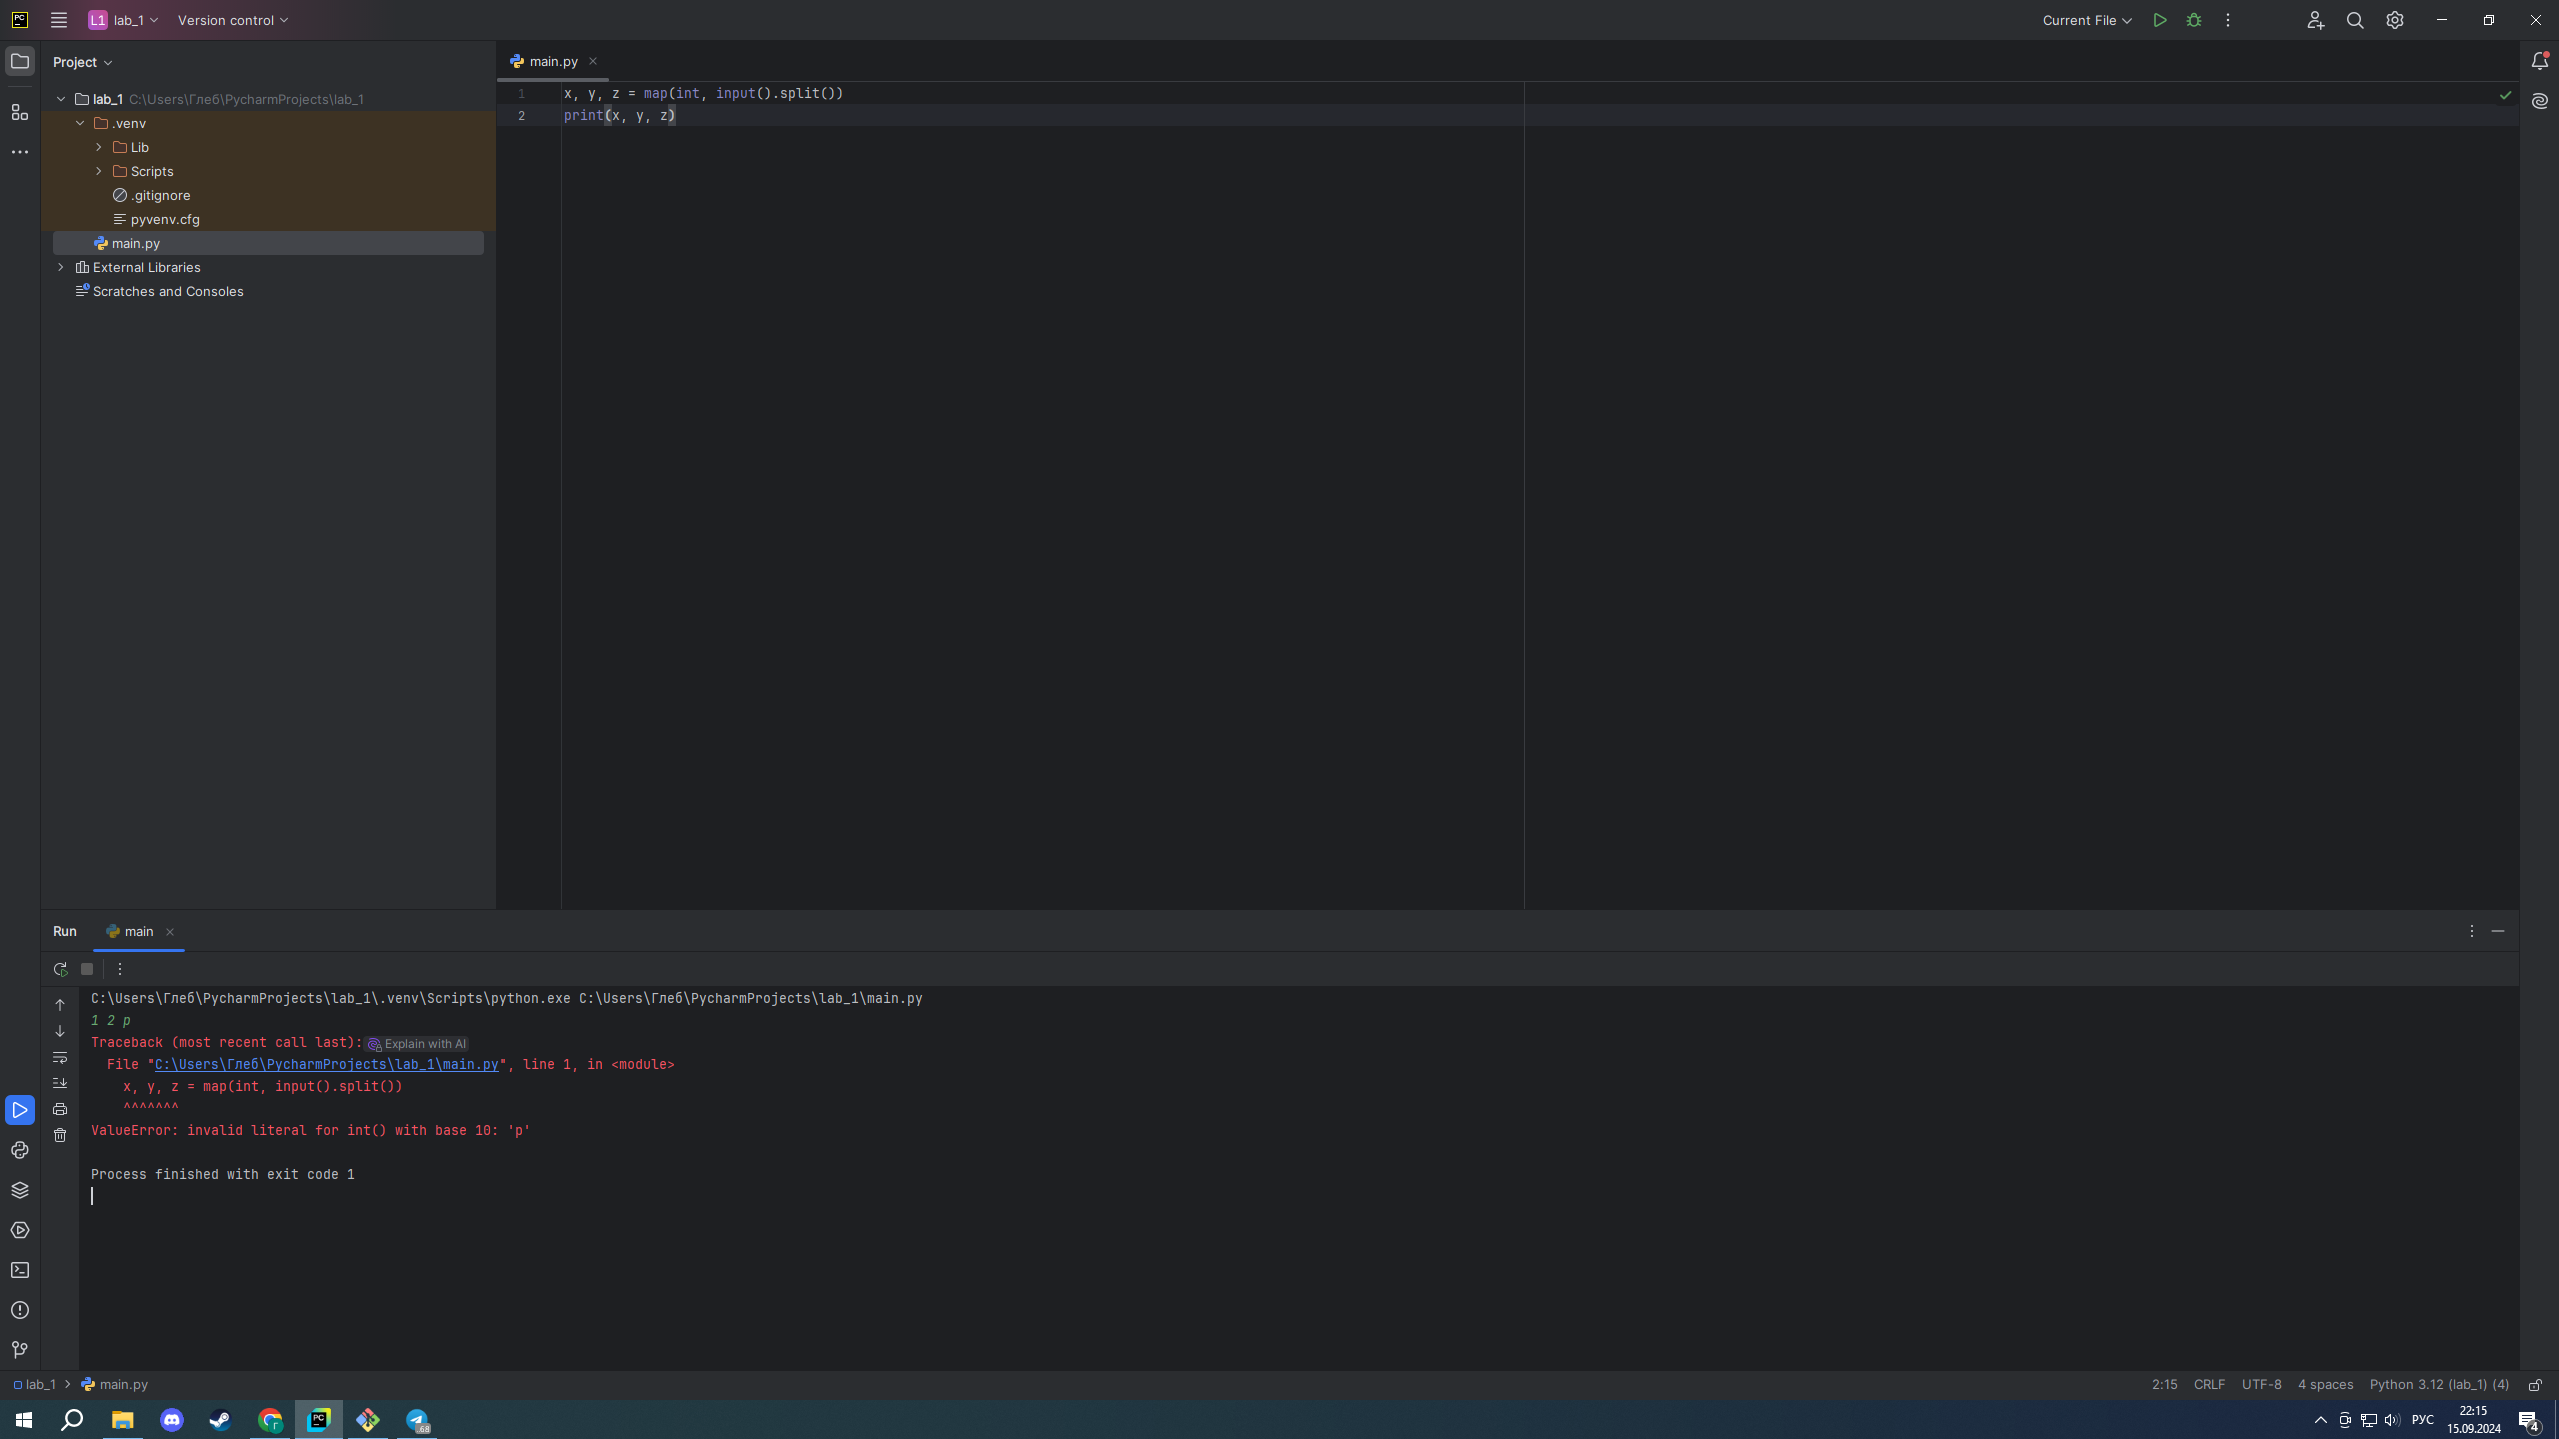 PC
L1 lab_1
Version control
Current File
Project
main.py
lab_1 C:\Users\Глеб\PycharmProjects\lab_1
.venv
Lib
Scripts
.gitignore
pyvenv.cfg
main.py
External Libraries
Scratches and Consoles
1 x, y, z = map(int, input().split())
2 print(x, y, z)
Run
main
C:\Users\Глеб\PycharmProjects\lab_1\.venv\Scripts\python.exe C:\Users\Глеб\PycharmProjects\lab_1\main.py
1 2 p
Traceback (most recent call last): Explain with AI
File "C:\Users\Глеб\PycharmProjects\lab_1\main.py", line 1, in <module>
x, y, z = map(int, input().split())
^^^^^^^
ValueError: invalid literal for int() with base 10: 'p'
Process finished with exit code 1
lab_1 > main.py
2:15 CRLF UTF-8 4 spaces Python 3.12 (lab_1) (4)
Г
PC
.68
РУС
22:15
15.09.2024
4